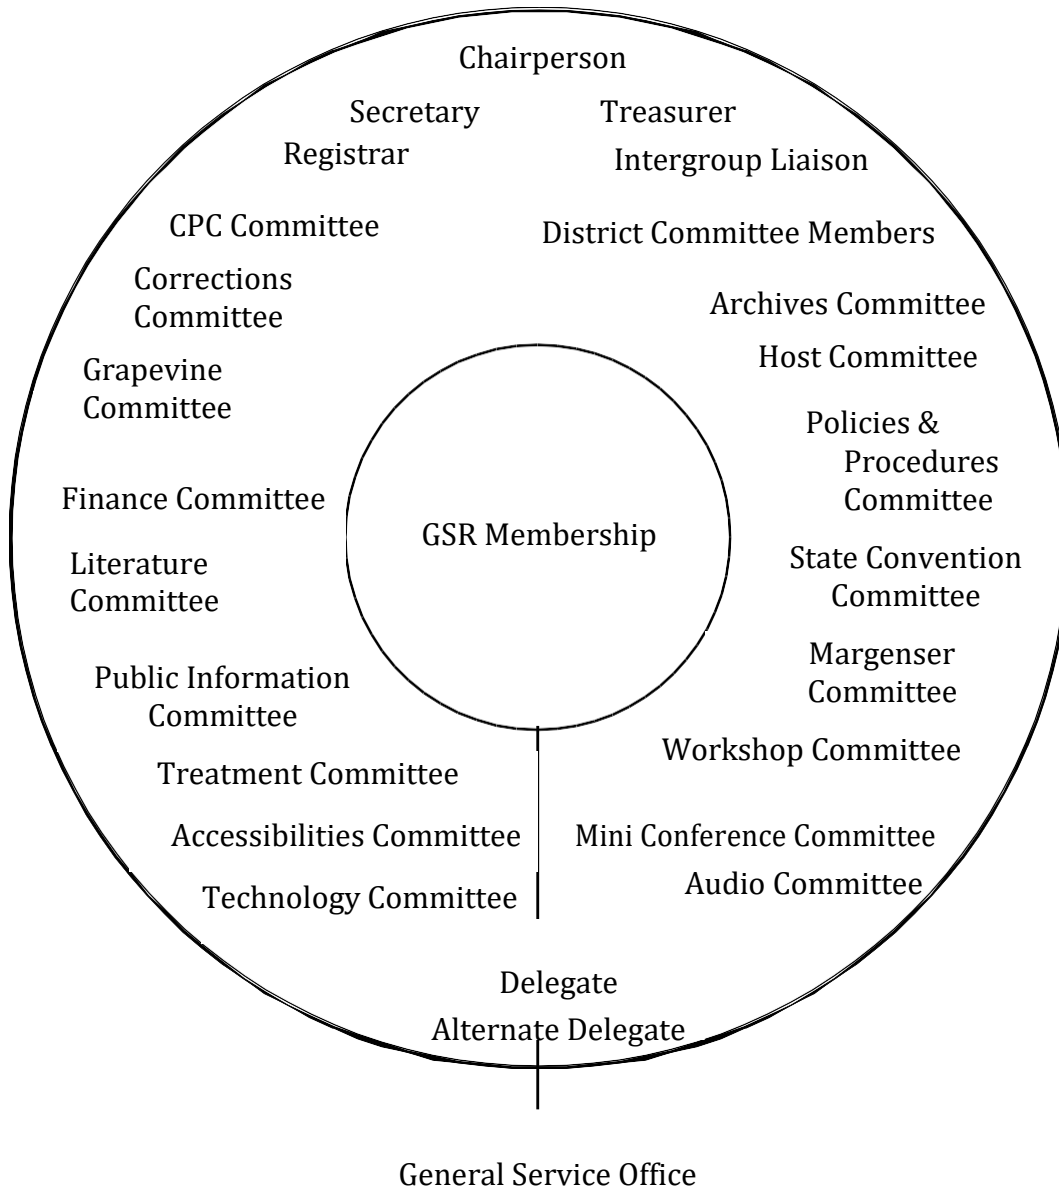 Chairperson
Secretary
Treasurer
Registrar
Intergroup Liaison
CPC Committee
District Committee Members
Corrections
Committee
Archives Committee
Host Committee
Grapevine
Committee
Policies &
Procedures
Committee
Finance Committee
GSR Membership
Literature
Committee
State Convention
Committee
Margenser
Committee
Public Information
Committee
Workshop Committee
Treatment Committee
Accessibilities Committee
Mini Conference Committee
Technology Committee
Audio Committee
Delegate
Alternate Delegate
General Service Office